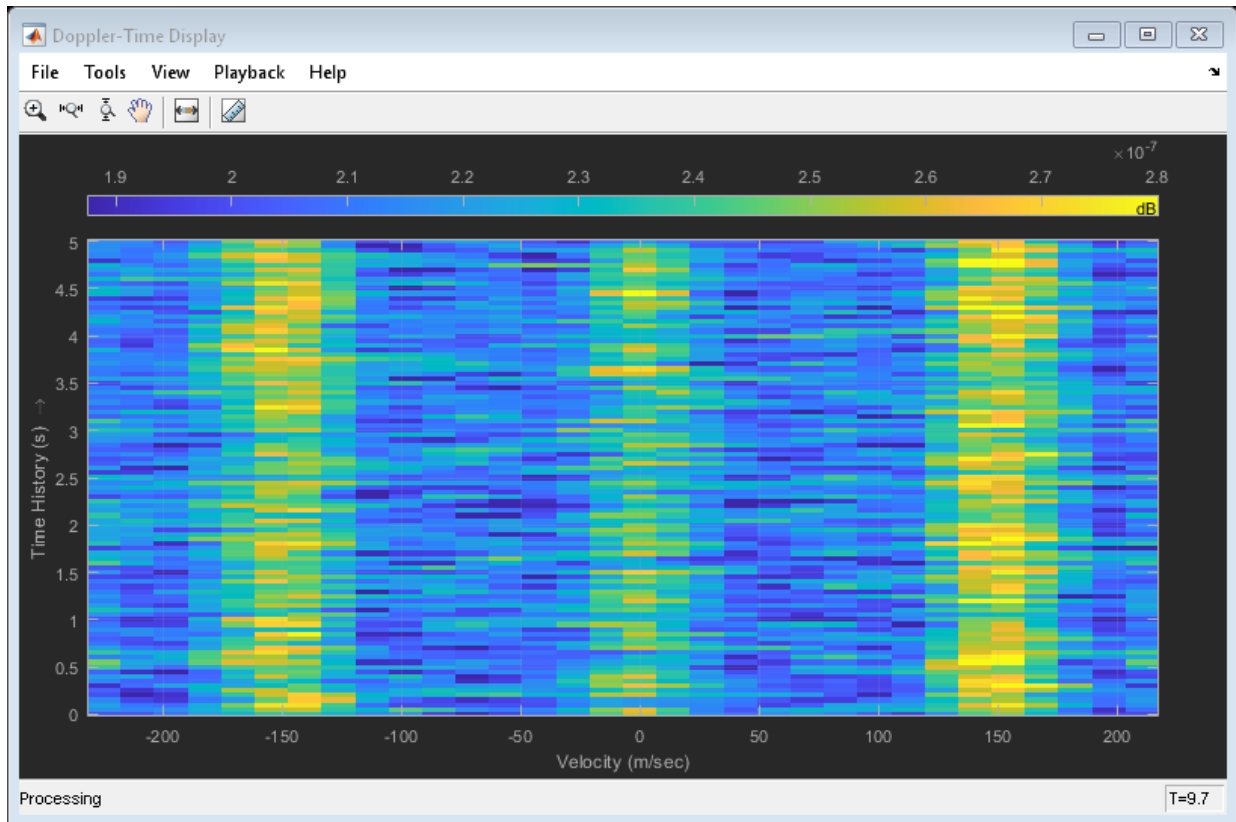 Doppler-Time Display
File Tools View Playback Help
×10-7
1.9 2 2.1 2.2 2.3 2.4 2.5 2.6 2.7 2.8
dB
5
4.5
4
3.5
3
2.5
2
1.5
1
0.5
0
Time History (s) →
-200 -150 -100 -50 0 50 100 150 200
Velocity (m/sec)
Processing T=9.7